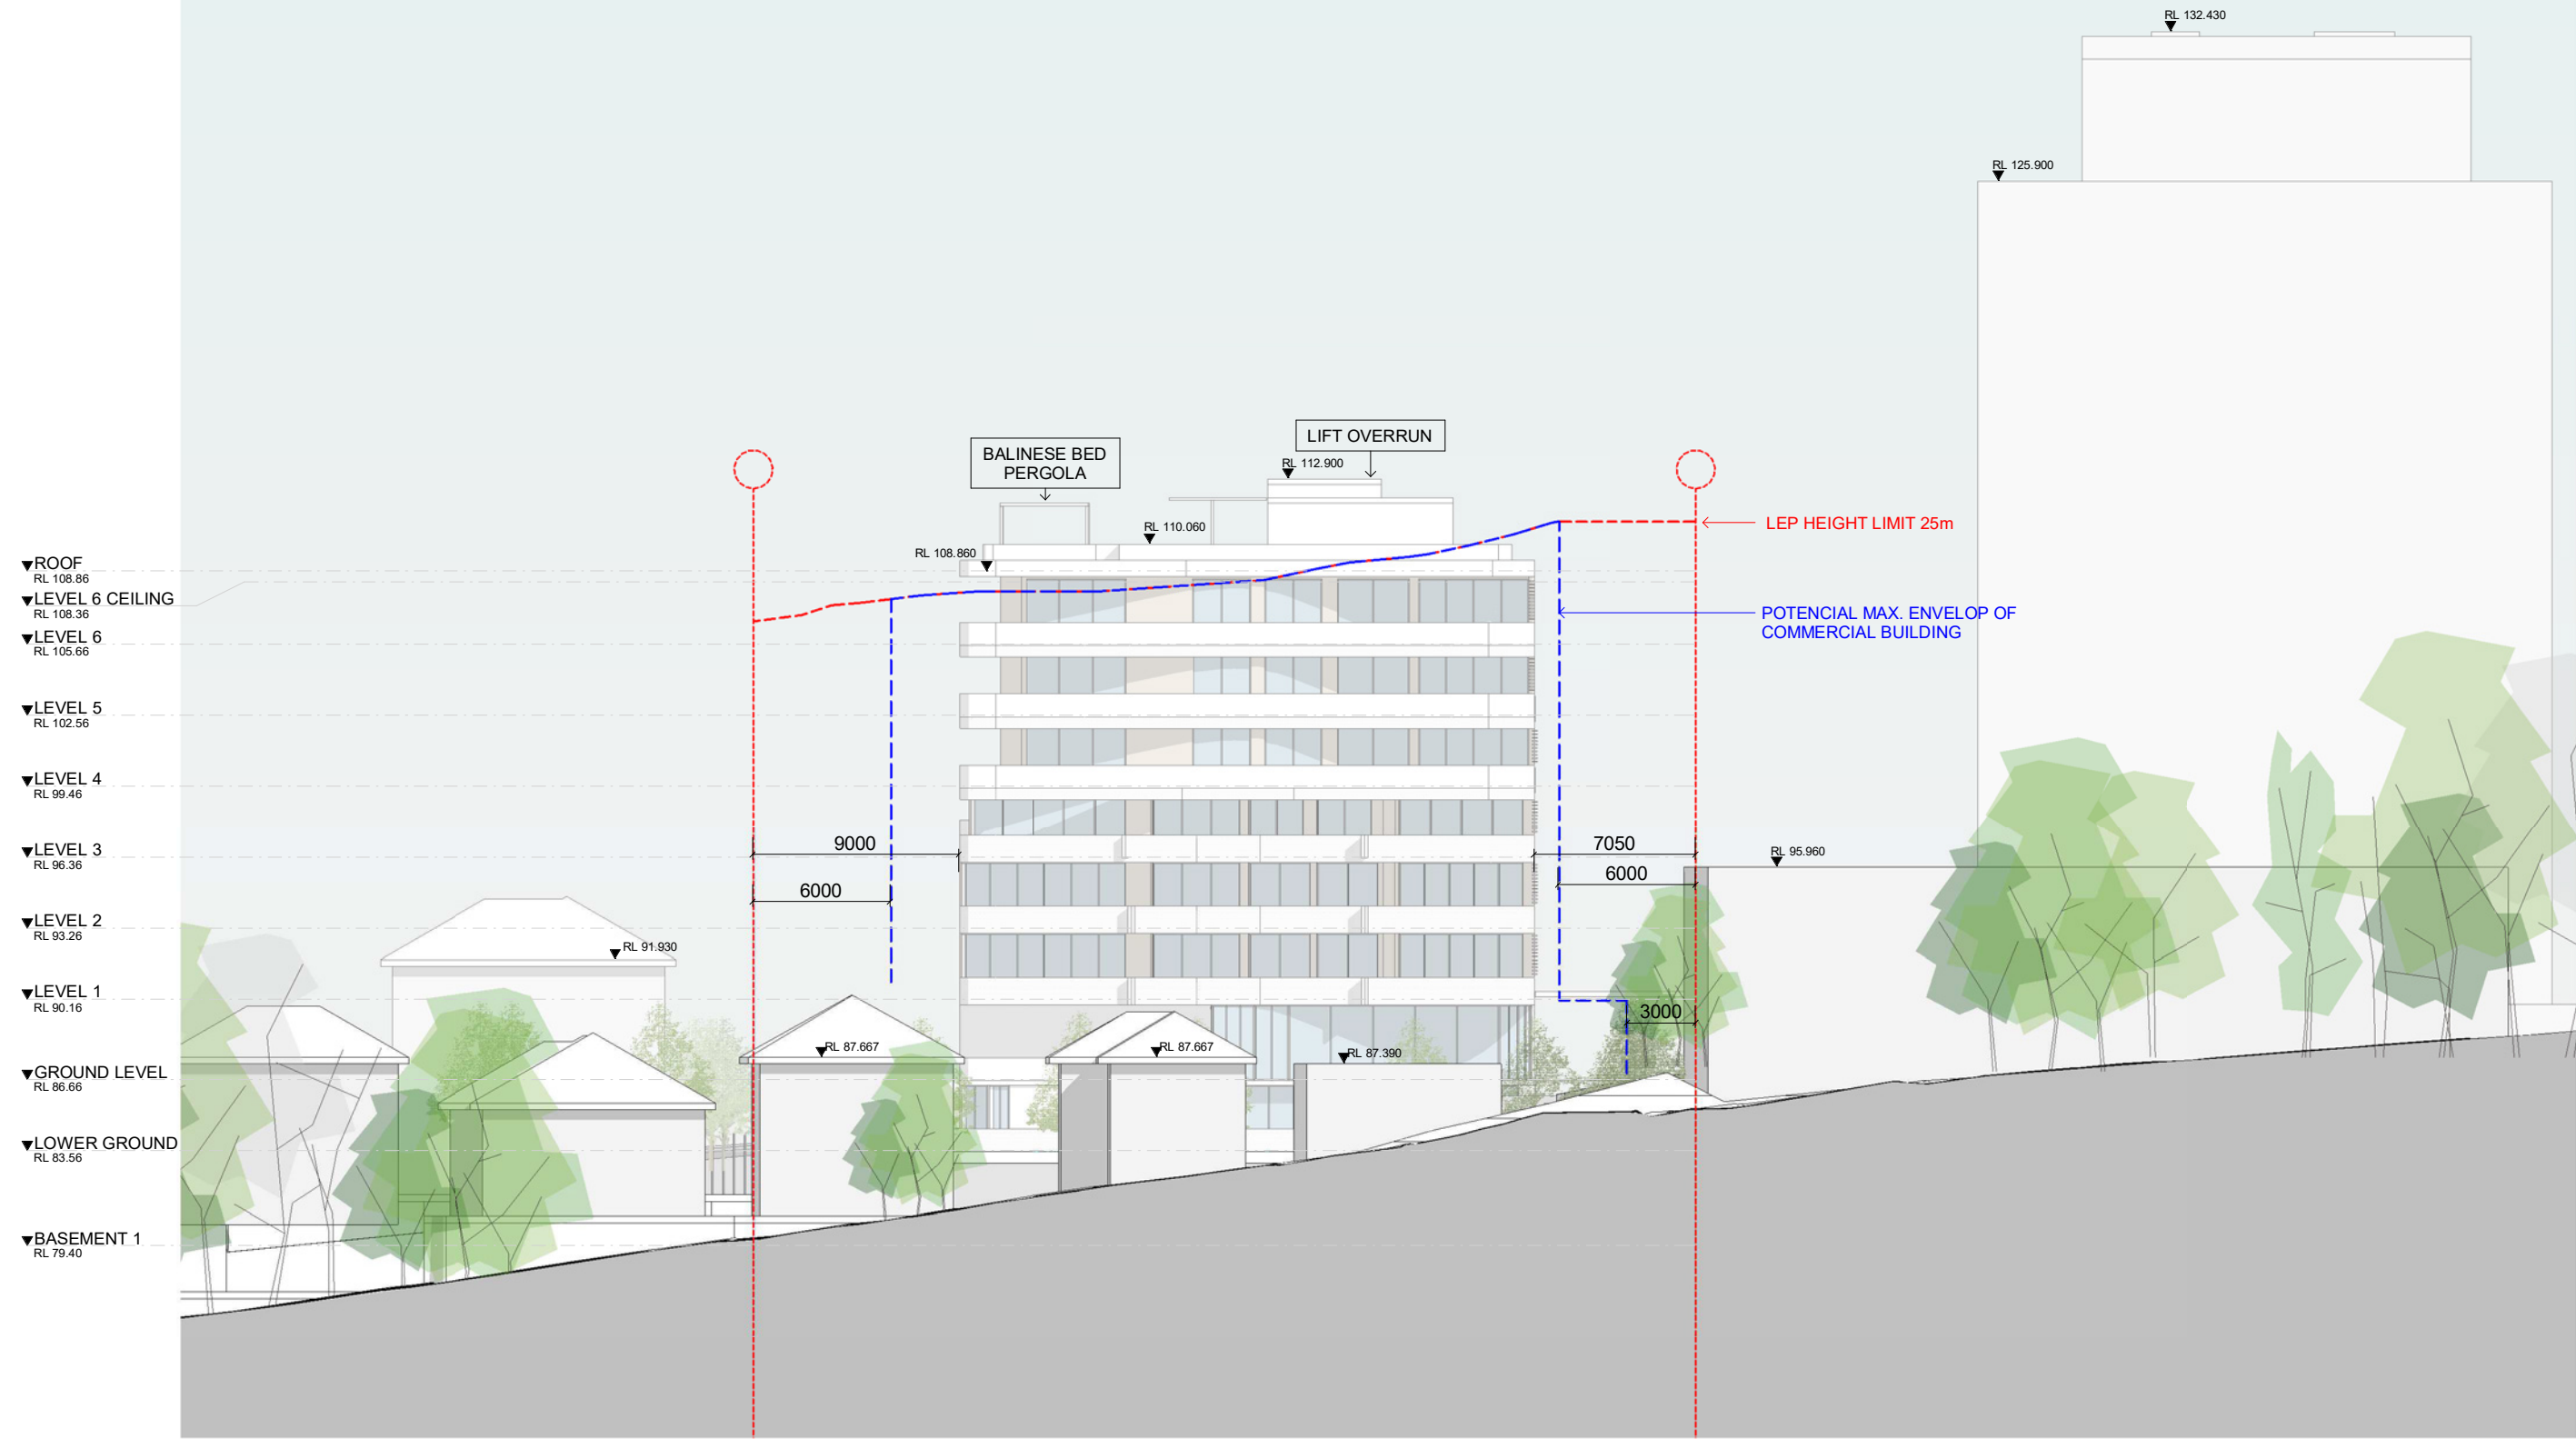 RL 132.430
RL 125.900
LIFT OVERRUN
BALINESE BED
PERGOLA
RL 112.900
RL 110.060
LEP HEIGHT LIMIT 25m
RL 108.860
ROOF
RL 108.86
LEVEL 6 CEILING
RL 108.36
POTENCIAL MAX. ENVELOP OF
COMMERCIAL BUILDING
LEVEL 6
RL 105.66
LEVEL 5
RL 102.56
LEVEL 4
RL 99.46
9000
7050
LEVEL 3
RL 96.36
RL 95.960
6000
6000
LEVEL 2
RL 93.26
RL 91.930
LEVEL 1
RL 90.16
3000
RL 87.667
RL 87.667
RL 87.390
GROUND LEVEL
RL 86.66
LOWER GROUND
RL 83.56
BASEMENT 1
RL 79.40